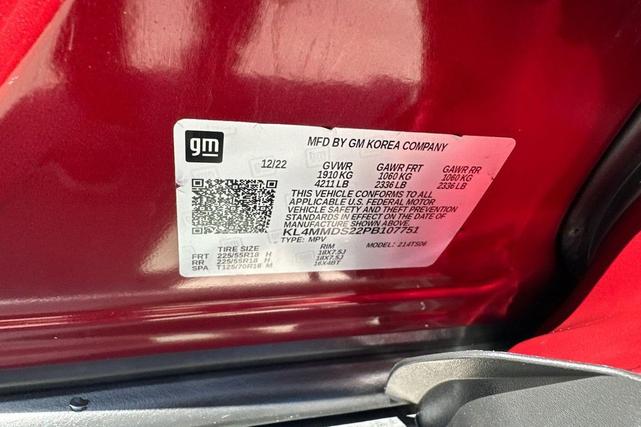 gm
MFD BY GM KOREA COMPANY
12/22 GVWR GAWR FRT GAWR RR
1910 KG 1060 KG 1060 KG
4211 LB 2336 LB 2336 LB
THIS VEHICLE CONFORMS TO ALL
APPLICABLE U.S. FEDERAL MOTOR
VEHICLE SAFETY AND THEFT PREVENTION
STANDARDS IN EFFECT ON THE DATE OF
MANUFACTURE SHOWN ABOVE.
KL4MMDS22PB107751
TYPE: MPV MODEL: 214TS06
TIRE SIZE RIM
FRT 225/55R18 H 18X7.5J
RR 225/55R18 H 18X7.5J
SPA T125/70R16 M 16X4BT